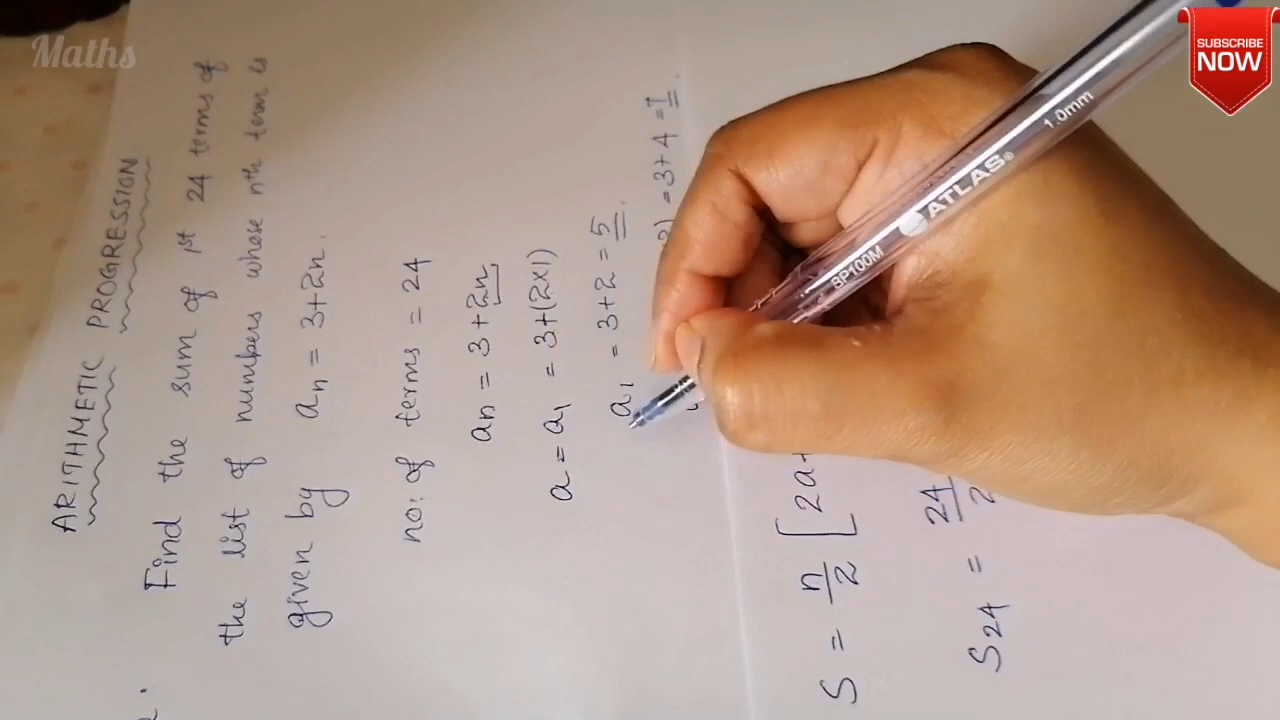 Maths
SUBSCRIBE
NOW
ARITHMETIC PROGRESSION
Find the sum of 1st 24 terms of
the list of numbers whose nth term is
given by an = 3+2n.
no: of terms = 24
an = 3+2n,
a = a1 = 3+(2×1)
a1 = 3+2 = 5
= 3+4 = 7
S = n/2 [2a+
S24 = 24/2
ATLAS
BP100M
1.0mm